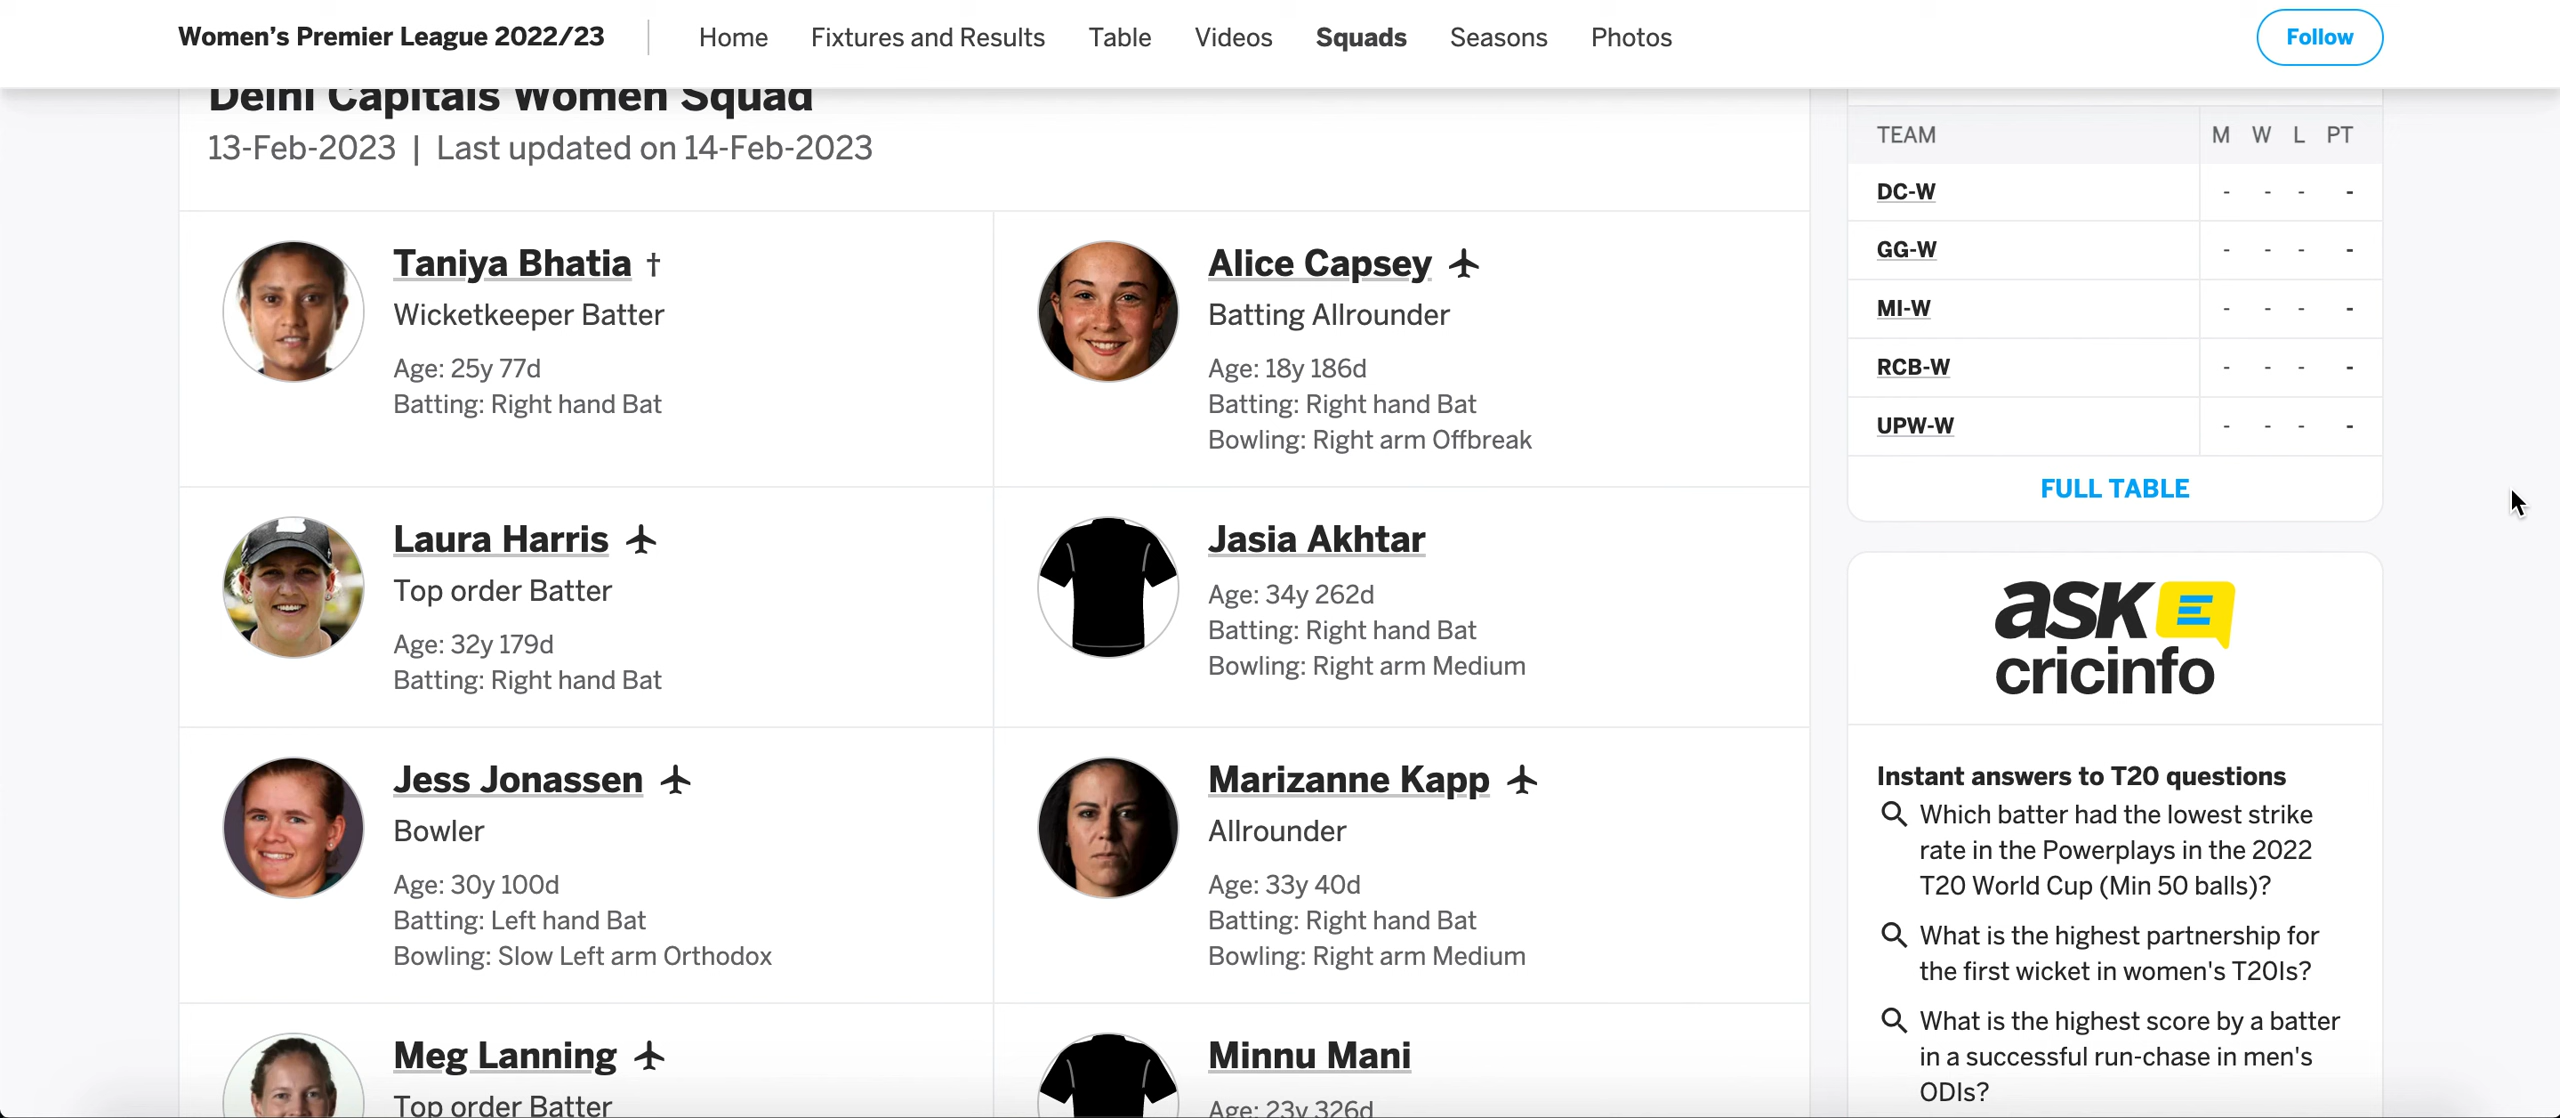 Women’s Premier League 2022/23
Home
Fixtures and Results
Table
Videos
Squads
Seasons
Photos
Follow
Delhi Capitals Women Squad
13-Feb-2023 | Last updated on 14-Feb-2023
Taniya Bhatia †
Wicketkeeper Batter
Age: 25y 77d
Batting: Right hand Bat
Alice Capsey
Batting Allrounder
Age: 18y 186d
Batting: Right hand Bat
Bowling: Right arm Offbreak
Laura Harris
Top order Batter
Age: 32y 179d
Batting: Right hand Bat
Jasia Akhtar
Age: 34y 262d
Batting: Right hand Bat
Bowling: Right arm Medium
Jess Jonassen
Bowler
Age: 30y 100d
Batting: Left hand Bat
Bowling: Slow Left arm Orthodox
Marizanne Kapp
Allrounder
Age: 33y 40d
Batting: Right hand Bat
Bowling: Right arm Medium
Meg Lanning
Top order Batter
Minnu Mani
Age: 23y 326d
TEAM M W L PT
DC-W - - - -
GG-W - - - -
MI-W - - - -
RCB-W - - - -
UPW-W - - - -
FULL TABLE
ask
cricinfo
Instant answers to T20 questions
Which batter had the lowest strike
rate in the Powerplays in the 2022
T20 World Cup (Min 50 balls)?
What is the highest partnership for
the first wicket in women's T20Is?
What is the highest score by a batter
in a successful run-chase in men's
ODIs?